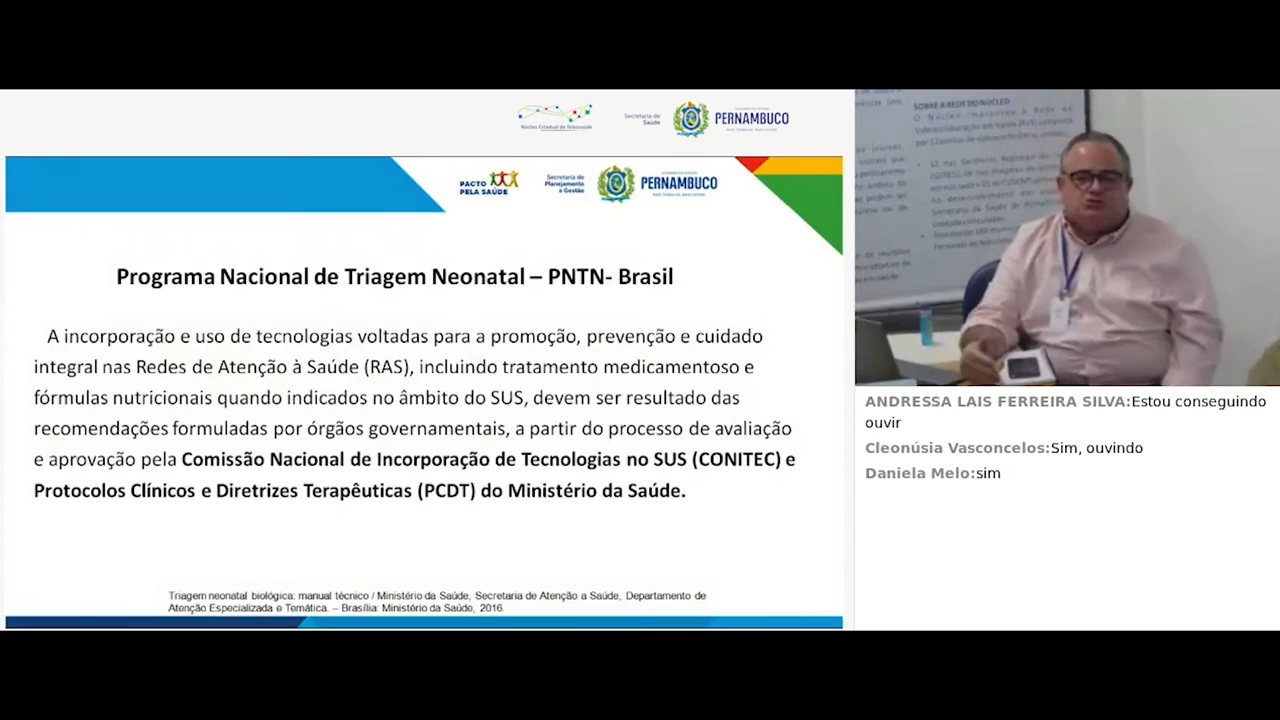 Núcleo Estadual de Telessaúde
Secretaria de
Saúde
PERNAMBUCO
PACTO
PELA SAÚDE
Secretaria de
Planejamento
e Gestão
PERNAMBUCO
Programa Nacional de Triagem Neonatal – PNTN- Brasil
A incorporação e uso de tecnologias voltadas para a promoção, prevenção e cuidado
integral nas Redes de Atenção à Saúde (RAS), incluindo tratamento medicamentoso e
fórmulas nutricionais quando indicados no âmbito do SUS, devem ser resultado das
recomendações formuladas por órgãos governamentais, a partir do processo de avaliação
e aprovação pela Comissão Nacional de Incorporação de Tecnologias no SUS (CONITEC) e
Protocolos Clínicos e Diretrizes Terapêuticas (PCDT) do Ministério da Saúde.
Triagem neonatal biológica: manual técnico / Ministério da Saúde, Secretaria de Atenção a Saúde, Departamento de
Atenção Especializada e Temática. – Brasília: Ministério da Saúde, 2016.
SOBRE A REDE DO NÚCLEO
ANDRESSA LAIS FERREIRA SILVA:Estou conseguindo
ouvir
Cleonúsia Vasconcelos:Sim, ouvindo
Daniela Melo:sim